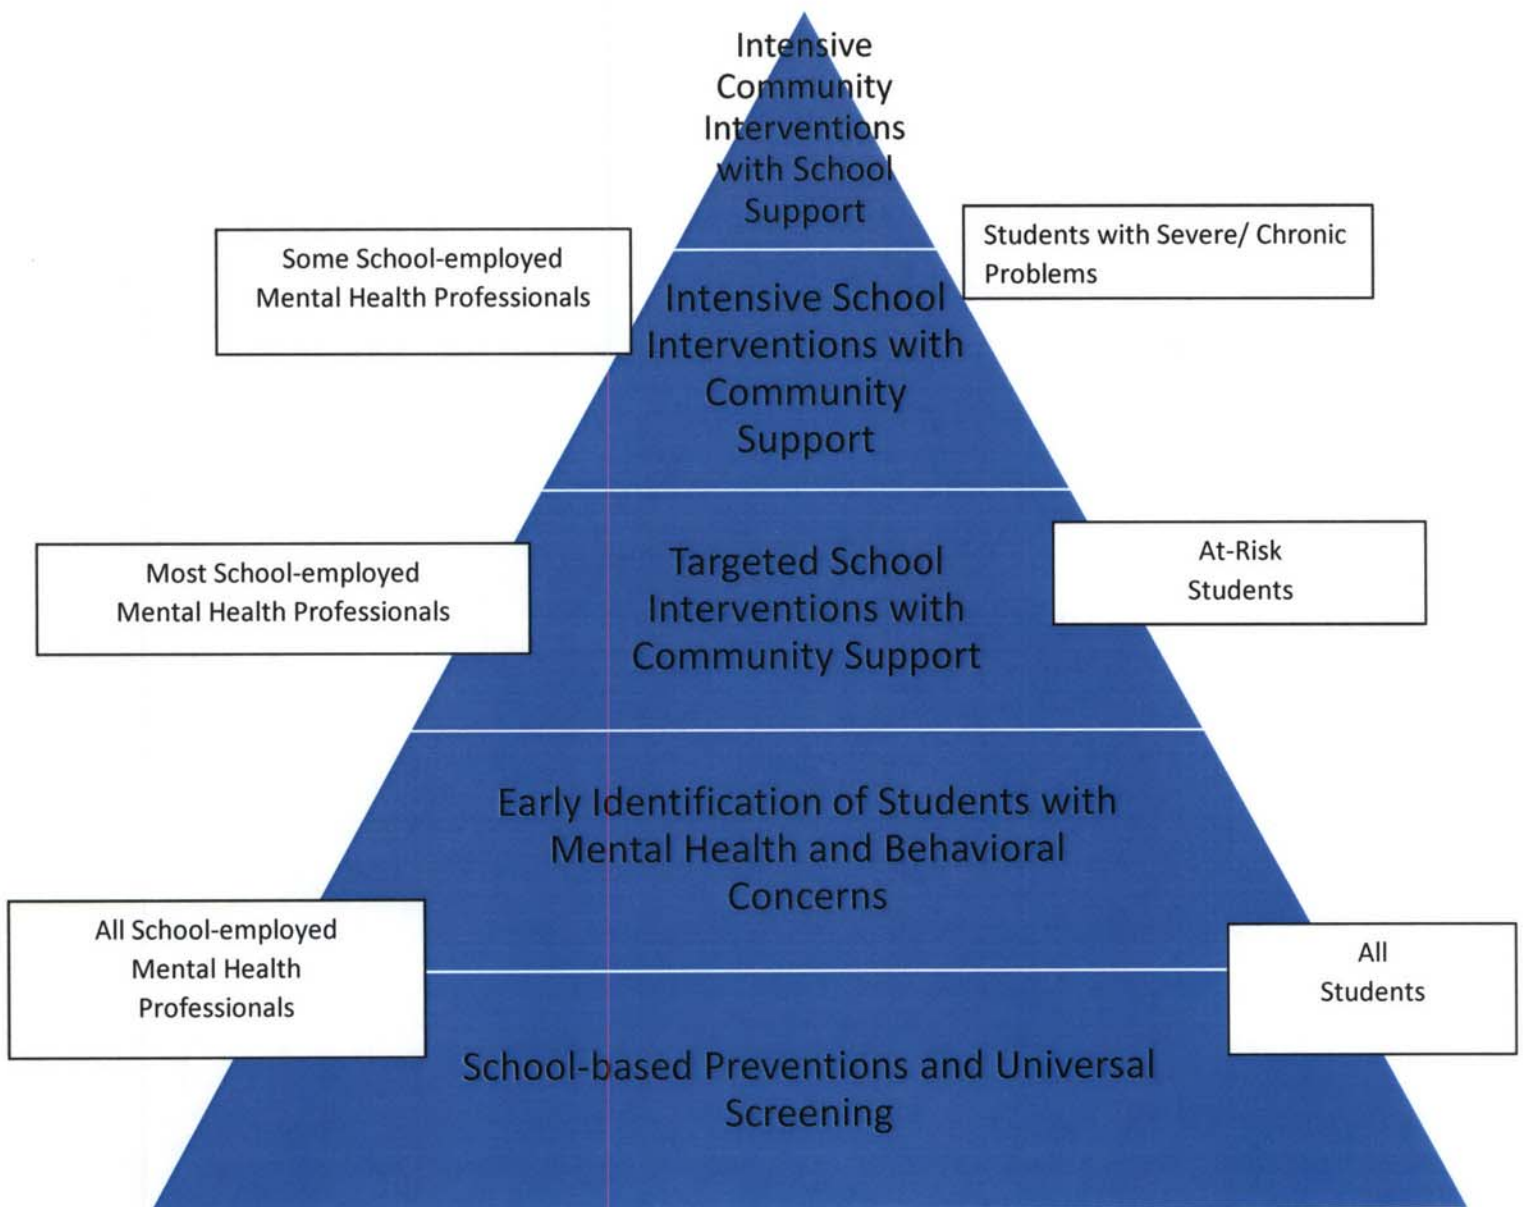 Intensive
Community
Interventions
with School
Support
Some School-employed
Mental Health Professionals
Students with Severe/ Chronic
Problems
Intensive School
Interventions with
Community
Support
Most School-employed
Mental Health Professionals
Targeted School
Interventions with
Community Support
At-Risk
Students
Early Identification of Students with
Mental Health and Behavioral
Concerns
All School-employed
Mental Health
Professionals
All
Students
School-based Preventions and Universal
Screening